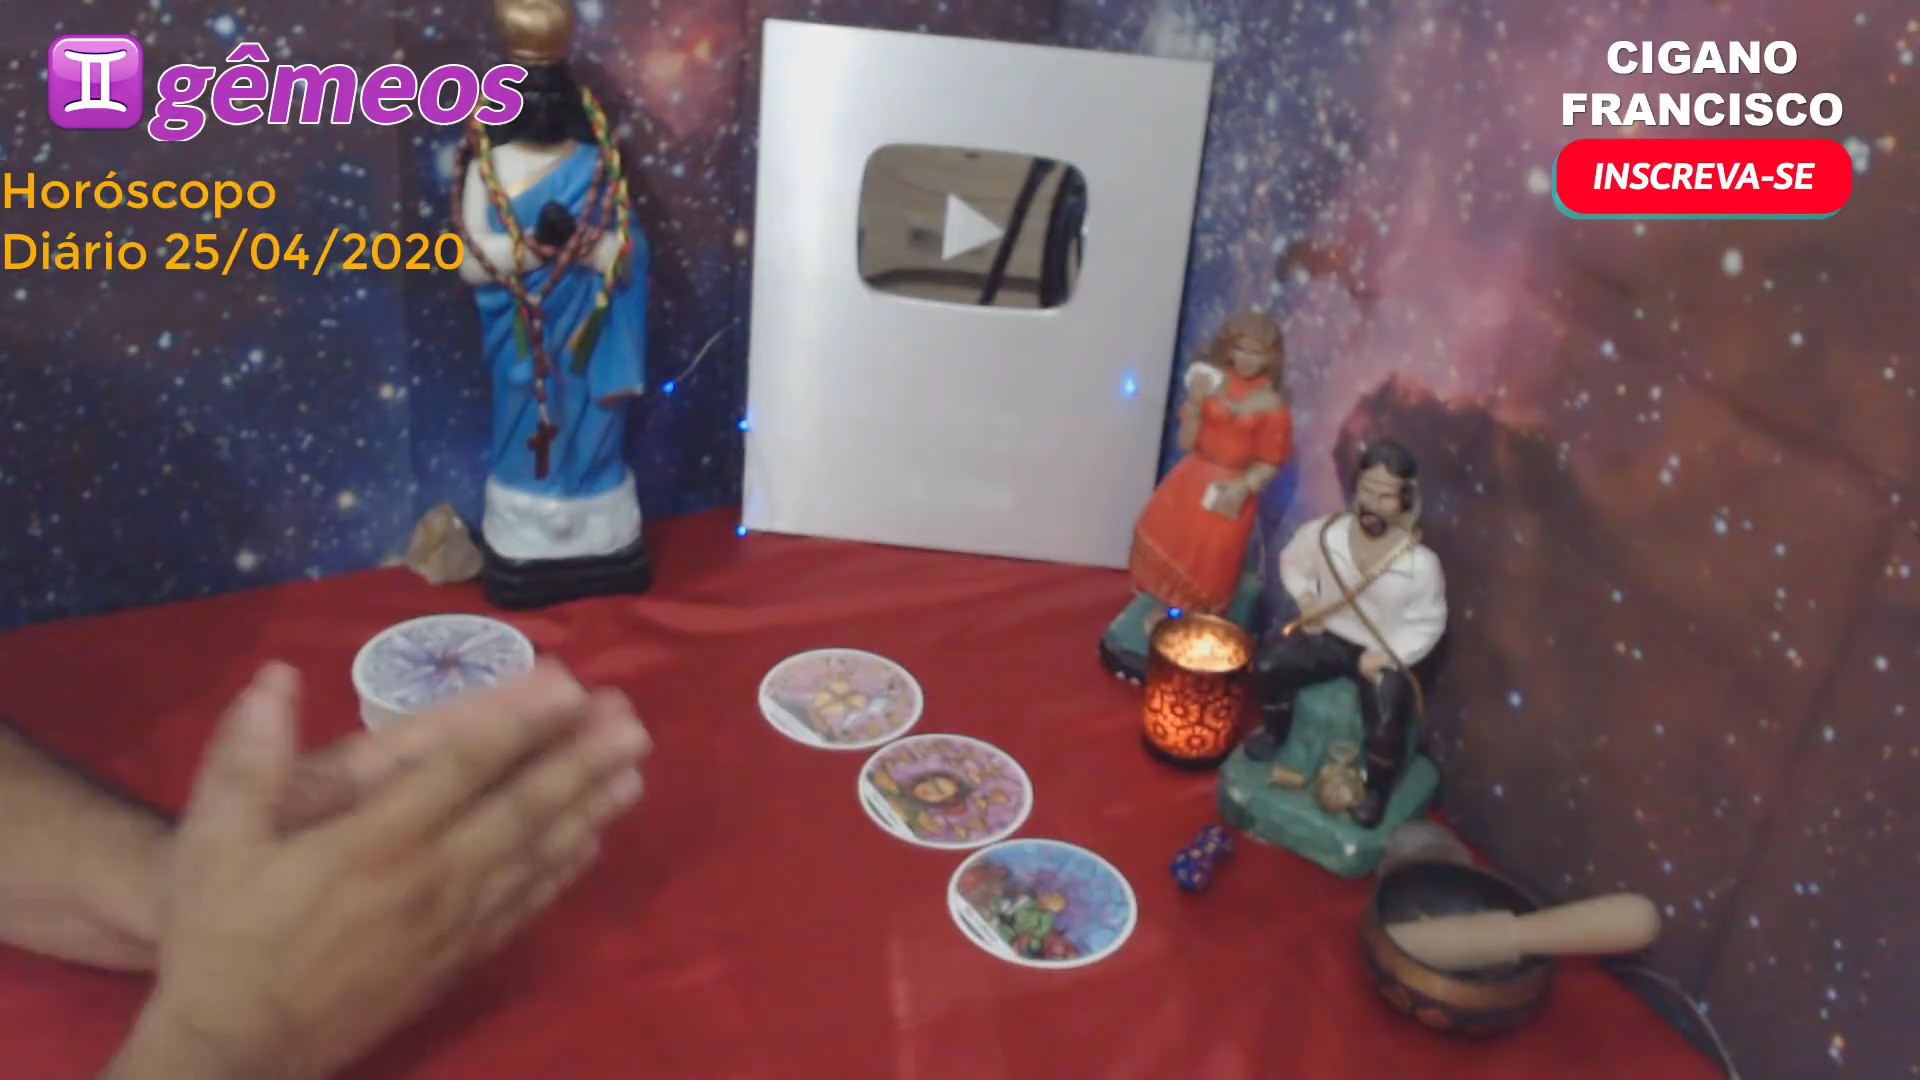 ♊ gêmeos
Horóscopo
Diário 25/04/2020
CIGANO
FRANCISCO
INSCREVA-SE